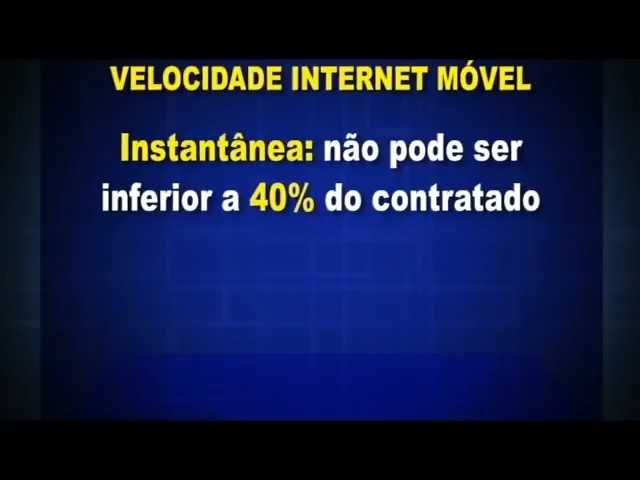 VELOCIDADE INTERNET MÓVEL
Instantânea: não pode ser
inferior a 40% do contratado